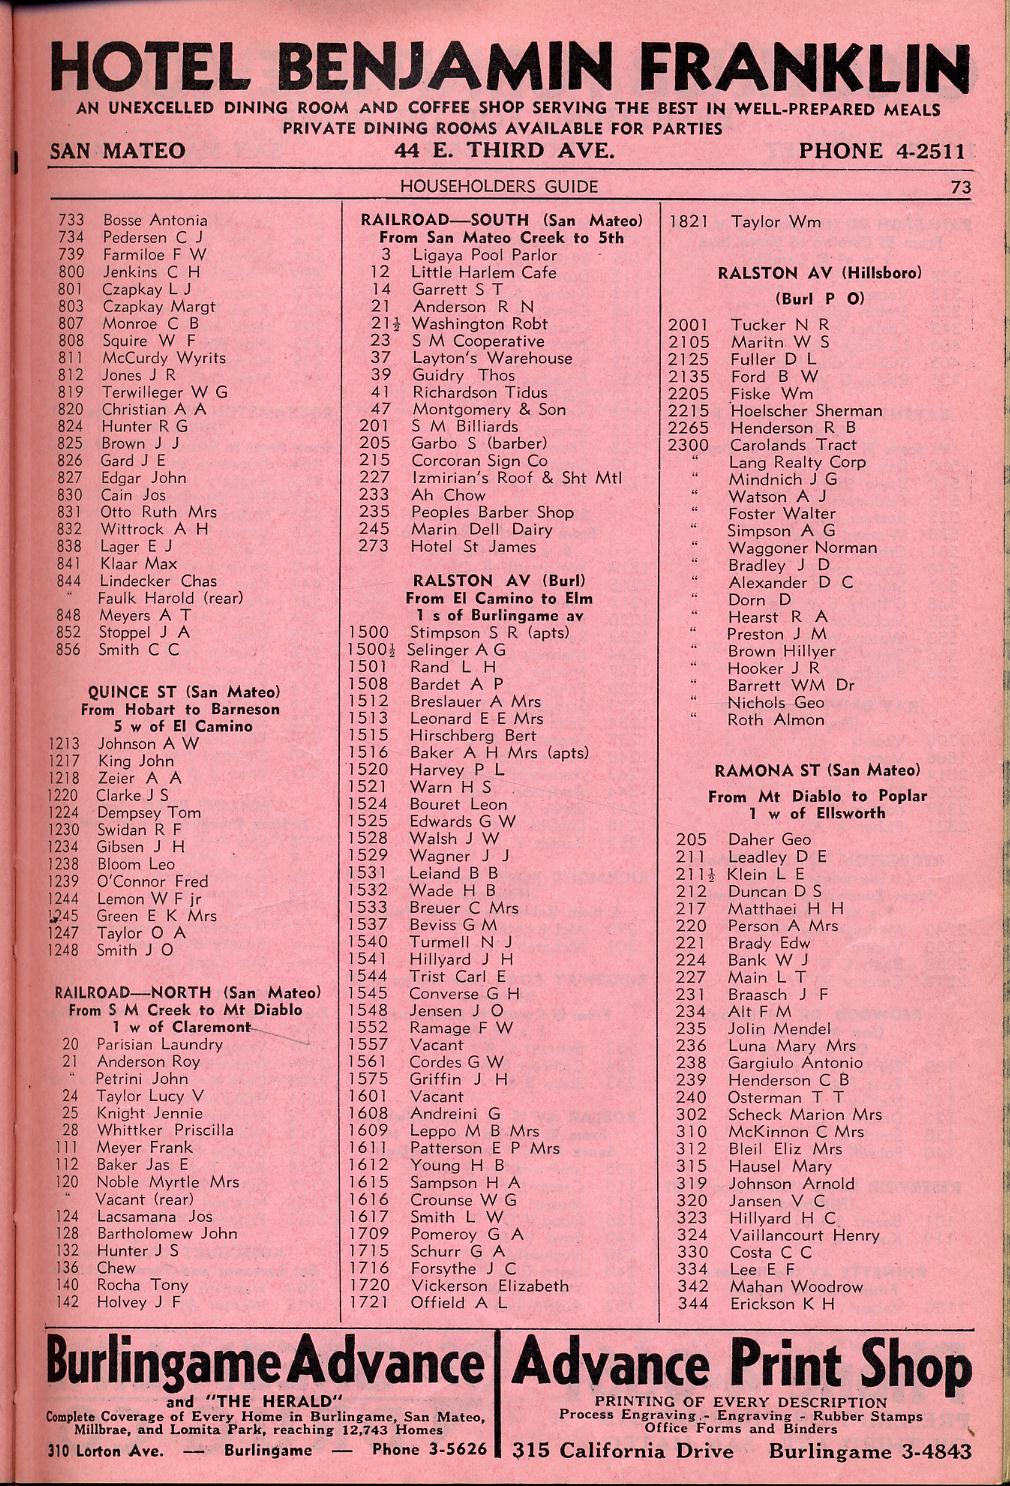 HOTEL BENJAMIN FRANKLIN
AN UNEXCELLED DINING ROOM AND COFFEE SHOP SERVING THE BEST IN WELL-PREPARED MEALS
PRIVATE DINING ROOMS AVAILABLE FOR PARTIES
SAN MATEO 44 E. THIRD AVE. PHONE 4-2511
HOUSEHOLDERS GUIDE 73
733 Bosse Antonia
734 Pedersen C J
739 Farmiloe F W
800 Jenkins C H
801 Czapkay L J
803 Czapkay Margt
807 Monroe C B
808 Squire W F
811 McCurdy Wyrits
812 Jones J R
819 Terwilleger W G
820 Christian A A
824 Hunter R G
825 Brown J J
826 Gard J E
827 Edgar John
830 Cain Jos
831 Otto Ruth Mrs
832 Wittrock A H
838 Lager E J
841 Klaar Max
844 Lindecker Chas
" Faulk Harold (rear)
848 Meyers A T
852 Stoppel J A
856 Smith C C
QUINCE ST (San Mateo)
From Hobart to Barneson
5 w of El Camino
1213 Johnson A W
1217 King John
1218 Zeier A A
1220 Clarke J S
1224 Dempsey Tom
1230 Swidan R F
1234 Gibsen J H
1238 Bloom Leo
1239 O'Connor Fred
1244 Lemon W F jr
1245 Green E K Mrs
1247 Taylor O A
1248 Smith J O
RAILROAD—NORTH (San Mateo)
From S M Creek to Mt Diablo
1 w of Claremont
20 Parisian Laundry
21 Anderson Roy
" Petrini John
24 Taylor Lucy V
25 Knight Jennie
28 Whittker Priscilla
111 Meyer Frank
112 Baker Jas E
120 Noble Myrtle Mrs
" Vacant (rear)
124 Lacsamana Jos
128 Bartholomew John
132 Hunter J S
136 Chew
140 Rocha Tony
142 Holvey J F
RAILROAD—SOUTH (San Mateo)
From San Mateo Creek to 5th
3 Ligaya Pool Parlor
12 Little Harlem Cafe
14 Garrett S T
21 Anderson R N
21½ Washington Robt
23 S M Cooperative
37 Layton's Warehouse
39 Guidry Thos
41 Richardson Tidus
47 Montgomery & Son
201 S M Billiards
205 Garbo S (barber)
215 Corcoran Sign Co
227 Izmirian's Roof & Sht Mtl
233 Ah Chow
235 Peoples Barber Shop
245 Marin Dell Dairy
273 Hotel St James
RALSTON AV (Burl)
From El Camino to Elm
1 s of Burlingame av
1500 Stimpson S R (apts)
1500½ Selinger A G
1501 Rand L H
1508 Bardet A P
1512 Breslauer A Mrs
1513 Leonard E E Mrs
1515 Hirschberg Bert
1516 Baker A H Mrs (apts)
1520 Harvey P L
1521 Warn H S
1524 Bouret Leon
1525 Edwards G W
1528 Walsh J W
1529 Wagner J J
1531 Leiand B B
1532 Wade H B
1533 Breuer C Mrs
1537 Beviss G M
1540 Turmell N J
1541 Hillyard J H
1544 Trist Carl E
1545 Converse G H
1548 Jensen J O
1552 Ramage F W
1557 Vacant
1561 Cordes G W
1575 Griffin J H
1601 Vacant
1608 Andreini G
1609 Leppo M B Mrs
1611 Patterson E P Mrs
1612 Young H B
1615 Sampson H A
1616 Crounse W G
1617 Smith L W
1709 Pomeroy G A
1715 Schurr G A
1716 Forsythe J C
1720 Vickerson Elizabeth
1721 Offield A L
1821 Taylor Wm
RALSTON AV (Hillsboro)
(Burl P O)
2001 Tucker N R
2105 Maritn W S
2125 Fuller D L
2135 Ford B W
2205 Fiske Wm
2215 Hoelscher Sherman
2265 Henderson R B
2300 Carolands Tract
" Lang Realty Corp
" Mindnich J G
" Watson A J
" Foster Walter
" Simpson A G
" Waggoner Norman
" Bradley J D
" Alexander D C
" Dorn D
" Hearst R A
" Preston J M
" Brown Hillyer
" Hooker J R
" Barrett WM Dr
" Nichols Geo
" Roth Almon
RAMONA ST (San Mateo)
From Mt Diablo to Poplar
1 w of Ellsworth
205 Daher Geo
211 Leadley D E
211½ Klein L E
212 Duncan D S
217 Matthaei H H
220 Person A Mrs
221 Brady Edw
224 Bank W J
227 Main L T
231 Braasch J F
234 Alt F M
235 Jolin Mendel
236 Luna Mary Mrs
238 Gargiulo Antonio
239 Henderson C B
240 Osterman T T
302 Scheck Marion Mrs
310 McKinnon C Mrs
312 Bleil Eliz Mrs
315 Hausel Mary
319 Johnson Arnold
320 Jansen V C
323 Hillyard H C
324 Vaillancourt Henry
330 Costa C C
334 Lee E F
342 Mahan Woodrow
344 Erickson K H
Burlingame Advance
and "THE HERALD"
Complete Coverage of Every Home in Burlingame, San Mateo,
Millbrae, and Lomita Park, reaching 12,743 Homes
310 Lorton Ave. — Burlingame — Phone 3-5626
Advance Print Shop
PRINTING OF EVERY DESCRIPTION
Process Engraving - Engraving - Rubber Stamps
Office Forms and Binders
315 California Drive Burlingame 3-4843